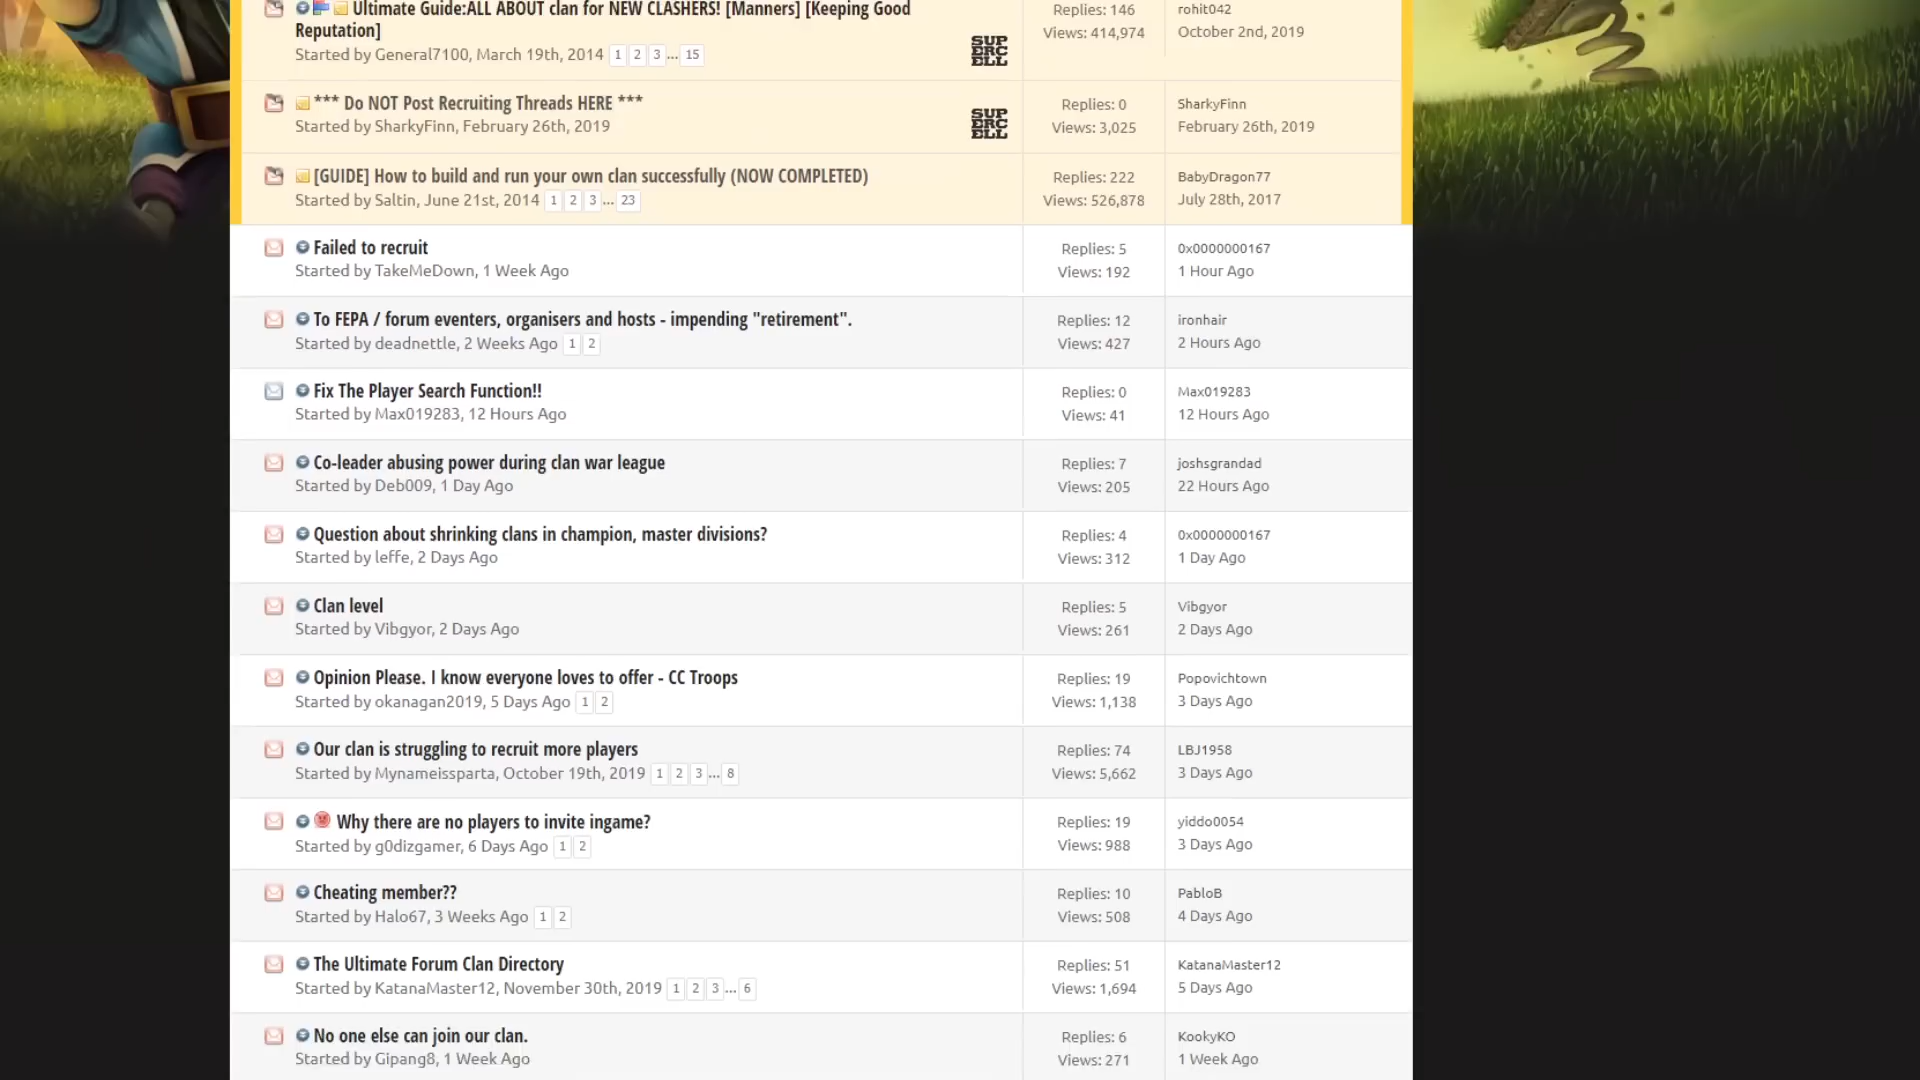 Ultimate Guide:ALL ABOUT clan for NEW CLASHERS! [Manners] [Keeping Good
Reputation]
Started by General7100, March 19th, 2014 1 2 3 ... 15
SUP
ERC
ELL
Replies: 146
Views: 414,974
rohit042
October 2nd, 2019
*** Do NOT Post Recruiting Threads HERE ***
Started by SharkyFinn, February 26th, 2019
SUP
ERC
ELL
Replies: 0
Views: 3,025
SharkyFinn
February 26th, 2019
[GUIDE] How to build and run your own clan successfully (NOW COMPLETED)
Started by Saltin, June 21st, 2014 1 2 3 ... 23
Replies: 222
Views: 526,878
BabyDragon77
July 28th, 2017
Failed to recruit
Started by TakeMeDown, 1 Week Ago
Replies: 5
Views: 192
0x0000000167
1 Hour Ago
To FEPA / forum eventers, organisers and hosts - impending "retirement".
Started by deadnettle, 2 Weeks Ago 1 2
Replies: 12
Views: 427
ironhair
2 Hours Ago
Fix The Player Search Function!!
Started by Max019283, 12 Hours Ago
Replies: 0
Views: 41
Max019283
12 Hours Ago
Co-leader abusing power during clan war league
Started by Deb009, 1 Day Ago
Replies: 7
Views: 205
joshsgrandad
22 Hours Ago
Question about shrinking clans in champion, master divisions?
Started by leffe, 2 Days Ago
Replies: 4
Views: 312
0x0000000167
1 Day Ago
Clan level
Started by Vibgyor, 2 Days Ago
Replies: 5
Views: 261
Vibgyor
2 Days Ago
Opinion Please. I know everyone loves to offer - CC Troops
Started by okanagan2019, 5 Days Ago 1 2
Replies: 19
Views: 1,138
Popovichtown
3 Days Ago
Our clan is struggling to recruit more players
Started by Mynameissparta, October 19th, 2019 1 2 3 ... 8
Replies: 74
Views: 5,662
LBJ1958
3 Days Ago
Why there are no players to invite ingame?
Started by g0dizgamer, 6 Days Ago 1 2
Replies: 19
Views: 988
yiddo0054
3 Days Ago
Cheating member??
Started by Halo67, 3 Weeks Ago 1 2
Replies: 10
Views: 508
PabloB
4 Days Ago
The Ultimate Forum Clan Directory
Started by KatanaMaster12, November 30th, 2019 1 2 3 ... 6
Replies: 51
Views: 1,694
KatanaMaster12
5 Days Ago
No one else can join our clan.
Started by Gipang8, 1 Week Ago
Replies: 6
Views: 271
KookyKO
1 Week Ago